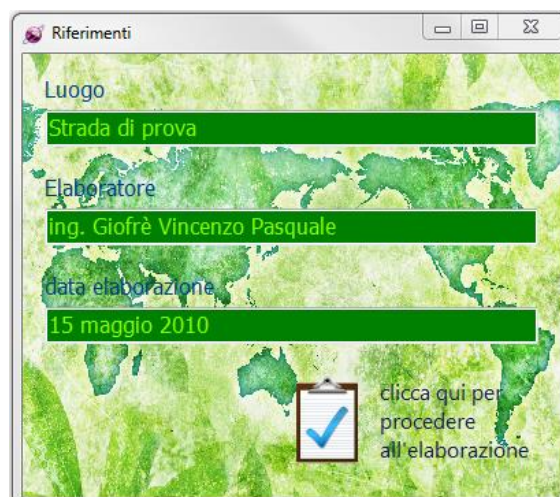 Riferimenti
Luogo
Strada di prova
Elaboratore
ing. Giofrè Vincenzo Pasquale
data elaborazione
15 maggio 2010
clicca qui per
procedere
all'elaborazione